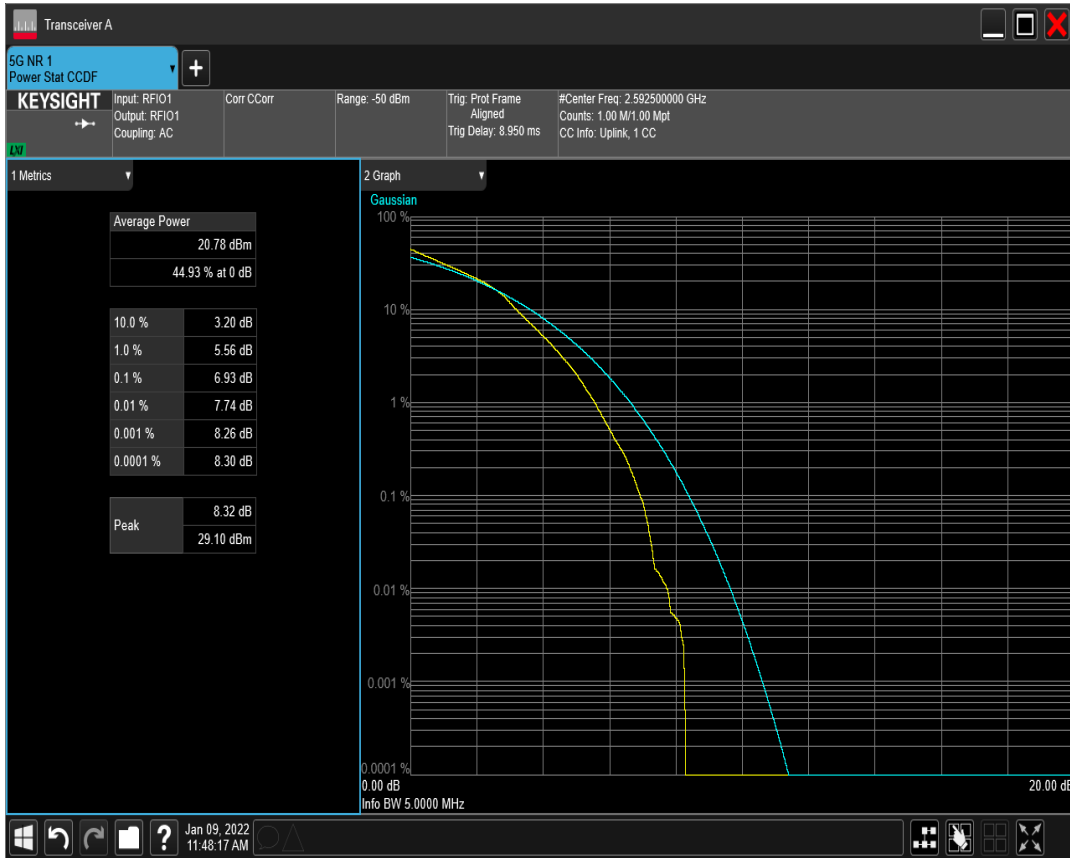 Transceiver A
5G NR 1
Power Stat CCDF
+
KEYSIGHT
LXI
Input: RFIO1
Output: RFIO1
Coupling: AC
Corr CCorr
Range: -50 dBm
Trig: Prot Frame
Aligned
Trig Delay: 8.950 ms
#Center Freq: 2.592500000 GHz
Counts: 1.00 M/1.00 Mpt
CC Info: Uplink, 1 CC
1 Metrics
Average Power
20.78 dBm
44.93 % at 0 dB
10.0 % 3.20 dB
1.0 % 5.56 dB
0.1 % 6.93 dB
0.01 % 7.74 dB
0.001 % 8.26 dB
0.0001 % 8.30 dB
Peak
8.32 dB
29.10 dBm
2 Graph
Gaussian
100 %
10 %
1 %
0.1 %
0.01 %
0.001 %
0.0001 %
0.00 dB 20.00 dB
Info BW 5.0000 MHz
?
Jan 09, 2022
11:48:17 AM